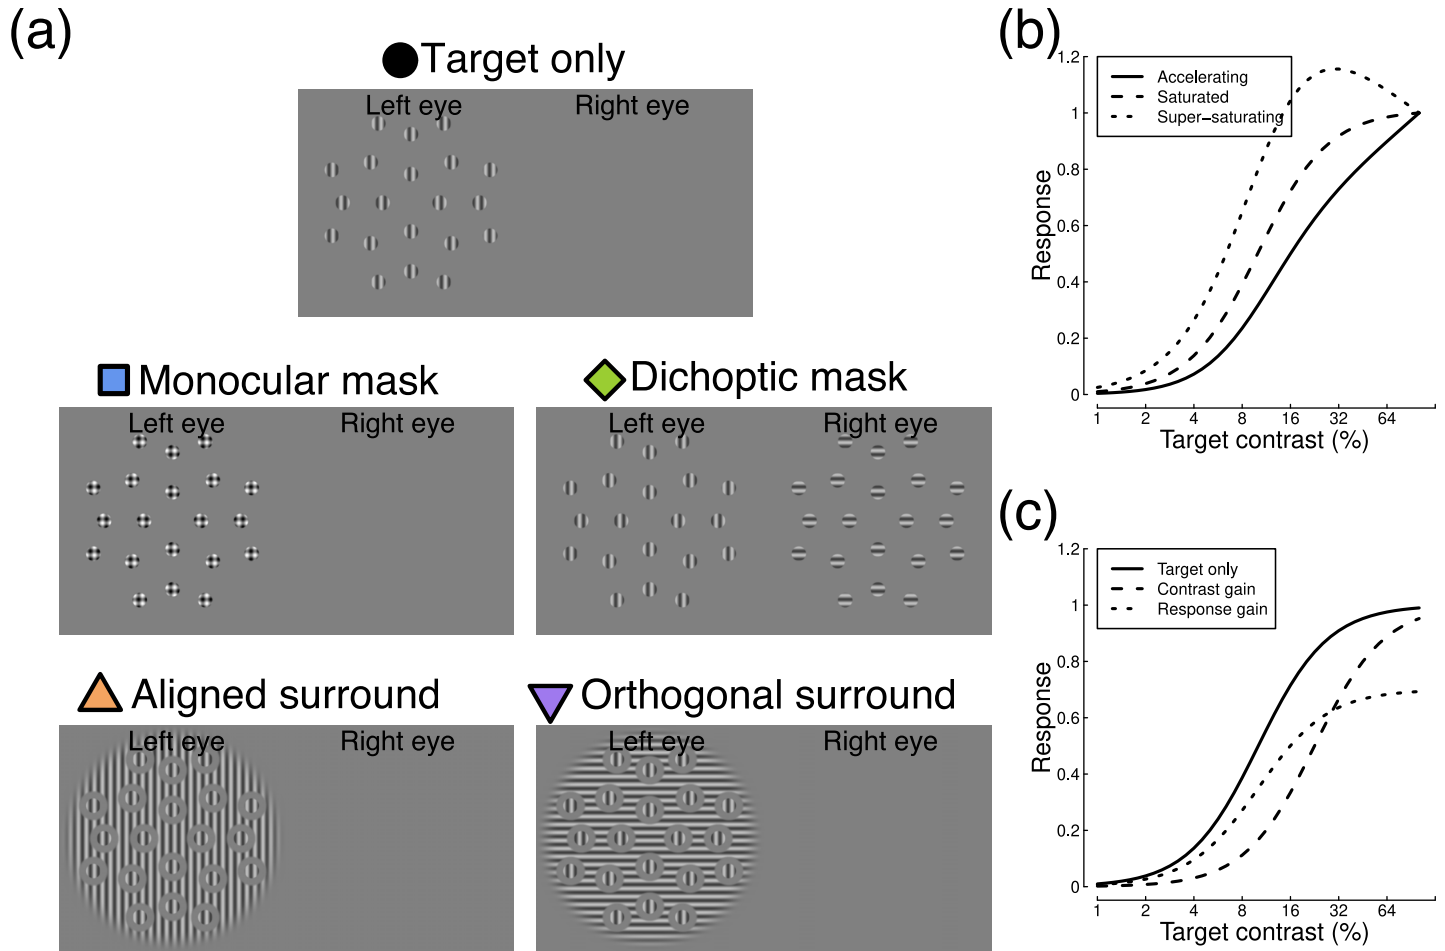 (a)
Target only
Left eye
Right eye
Monocular mask
Left eye
Right eye
Dichoptic mask
Left eye
Right eye
Aligned surround
Left eye
Right eye
Orthogonal surround
Left eye
Right eye
(b)
Accelerating
Saturated
Super−saturating
Response
0
0.2
0.4
0.6
0.8
1
1.2
1
2
4
8
16
32
64
Target contrast (%)
(c)
Target only
Contrast gain
Response gain
Response
0
0.2
0.4
0.6
0.8
1
1.2
1
2
4
8
16
32
64
Target contrast (%)